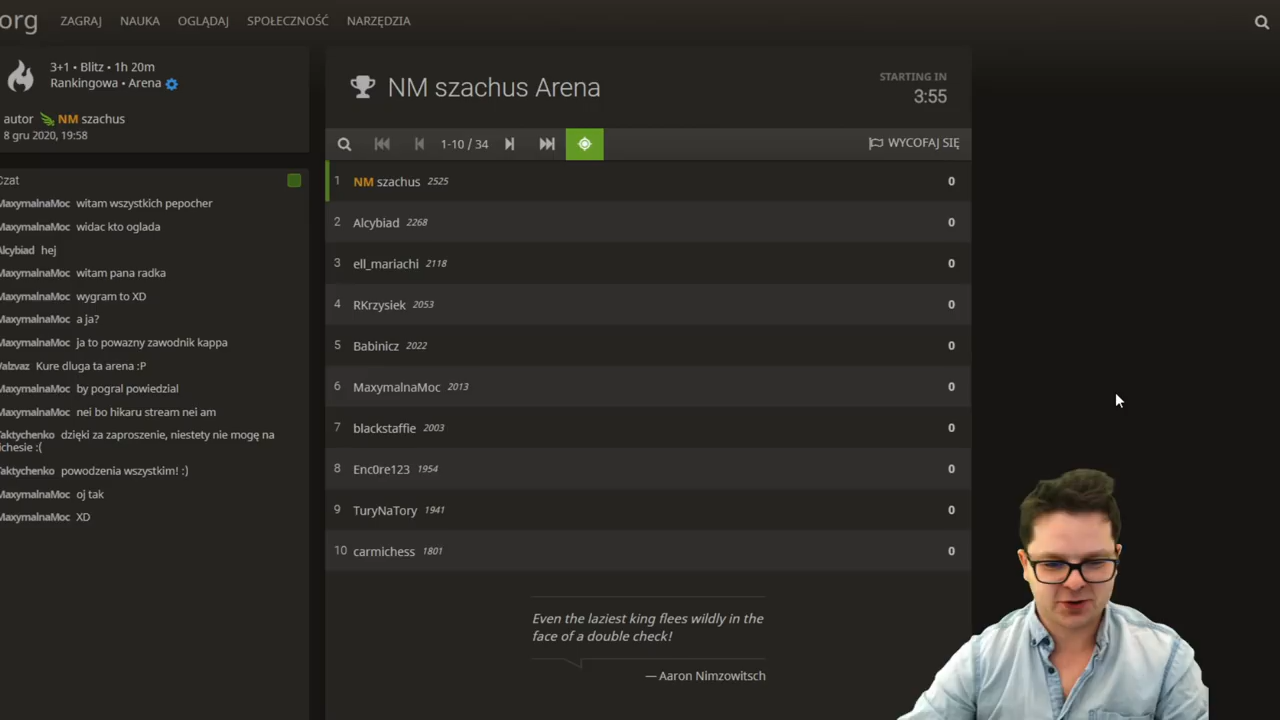 org ZAGRAJ NAUKA OGLĄDAJ SPOŁECZNOŚĆ NARZĘDZIA
3+1 • Blitz • 1h 20m
Rankingowa • Arena
autor NM szachus
8 gru 2020, 19:58
Czat
MaxymalnaMoc witam wszystkich pepocher
MaxymalnaMoc widac kto oglada
Alcybiad hej
MaxymalnaMoc witam pana radka
MaxymalnaMoc wygram to XD
MaxymalnaMoc a ja?
MaxymalnaMoc ja to powazny zawodnik kappa
Valzvaz Kure dluga ta arena :P
MaxymalnaMoc by pogral powiedzial
MaxymalnaMoc nei bo hikaru stream nei am
Taktychenko dzięki za zaproszenie, niestety nie mogę na
lichesie :(
Taktychenko powodzenia wszystkim! :)
MaxymalnaMoc oj tak
MaxymalnaMoc XD
NM szachus Arena
STARTING IN
3:55
1-10 / 34 WYCOFAJ SIĘ
1 NM szachus 2525 0
2 Alcybiad 2268 0
3 ell_mariachi 2118 0
4 RKrzysiek 2053 0
5 Babinicz 2022 0
6 MaxymalnaMoc 2013 0
7 blackstaffie 2003 0
8 Enc0re123 1954 0
9 TuryNaTory 1941 0
10 carmichess 1801 0
Even the laziest king flees wildly in the
face of a double check!
— Aaron Nimzowitsch